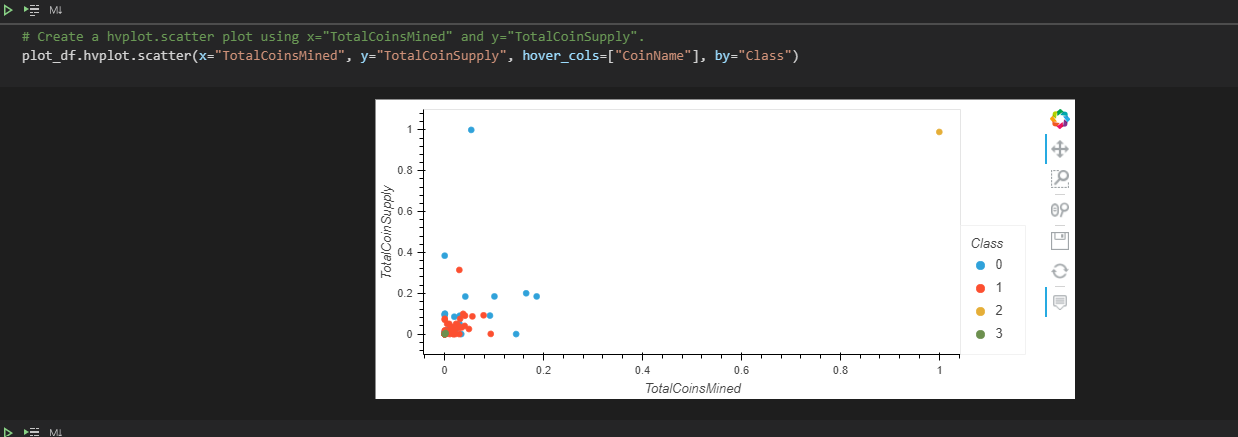 M↓
# Create a hvplot.scatter plot using x="TotalCoinsMined" and y="TotalCoinSupply".
plot_df.hvplot.scatter(x="TotalCoinsMined", y="TotalCoinSupply", hover_cols=["CoinName"], by="Class")
1
0.8
0.6
0.4
0.2
0
TotalCoinSupply
0 0.2 0.4 0.6 0.8 1
TotalCoinsMined
Class
0
1
2
3
M↓